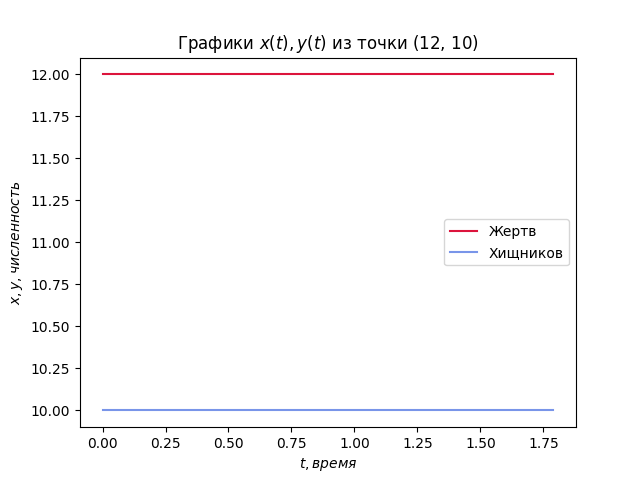 Графики x(t), y(t) из точки (12, 10)
12.00
11.75
11.50
11.25
11.00
10.75
10.50
10.25
10.00
x, y, численность
Жертв
Хищников
0.00 0.25 0.50 0.75 1.00 1.25 1.50 1.75
t, время